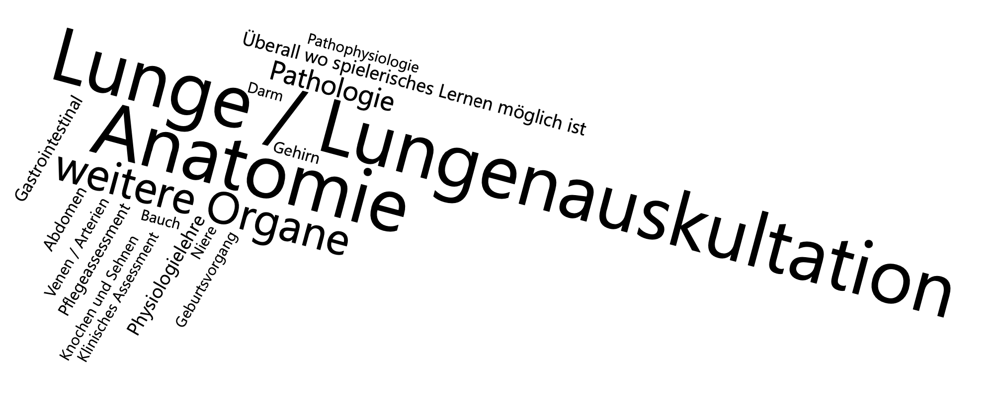 Pathophysiologie
Überall wo spielerisches Lernen möglich ist
Pathologie
Lunge / Lungenauskultation
Darm
Anatomie
Gehirn
weitere Organe
Gastrointestinal
Abdomen
Venen / Arterien
Pflegeassessment
Bauch
Knochen und Sehnen
Klinisches Assessment
Physiologielehre
Niere
Geburtsvorgang